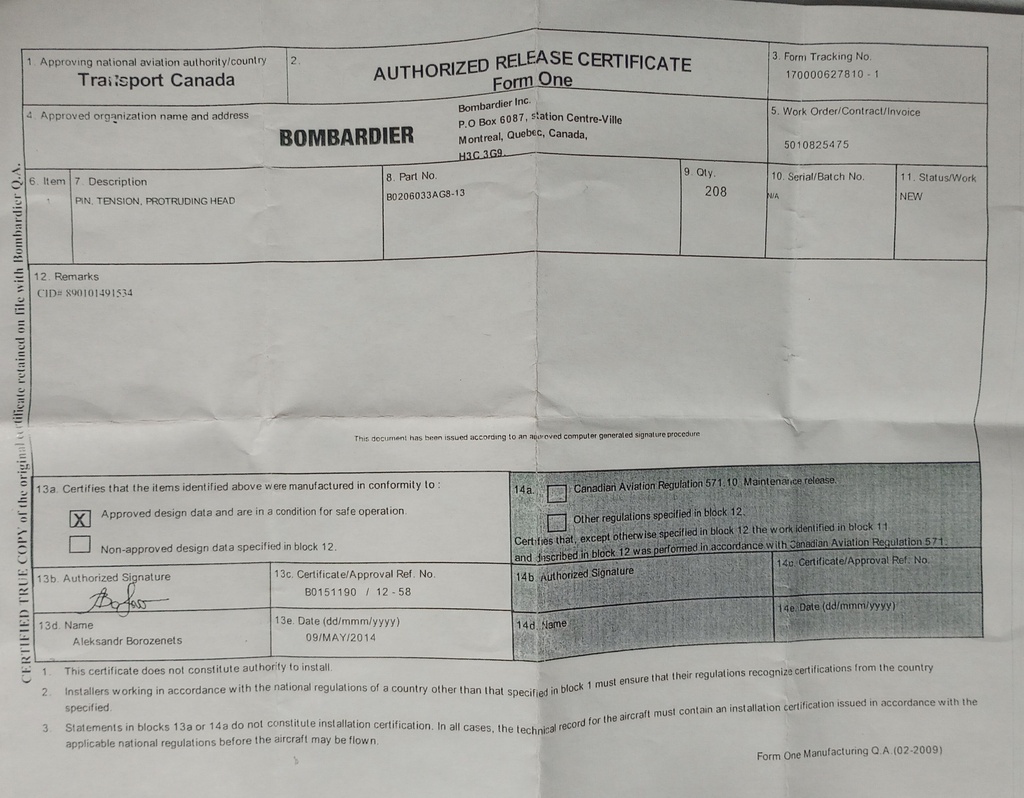 1. Approving national aviation authority/country
Transport Canada
2.
AUTHORIZED RELEASE CERTIFICATE
Form One
3. Form Tracking No.
170000627810 - 1
4. Approved organization name and address
BOMBARDIER
Bombardier Inc.
P.O Box 6087, station Centre-Ville
Montreal, Quebec, Canada,
H3C 3G9.
5. Work Order/Contract/Invoice
5010825475
6. Item
1
7. Description
PIN, TENSION, PROTRUDING HEAD
8. Part No.
B0206033AG8-13
9. Qty.
208
10. Serial/Batch No.
N/A
11. Status/Work
NEW
12. Remarks
CID# 890101491534
This document has been issued according to an approved computer generated signature procedure
13a. Certifies that the items identified above were manufactured in conformity to :
X Approved design data and are in a condition for safe operation.
Non-approved design data specified in block 12.
14a. Canadian Aviation Regulation 571.10 Maintenance release.
Other regulations specified in block 12.
Certifies that, except otherwise specified in block 12 the work identified in block 11
and described in block 12 was performed in accordance with Canadian Aviation Regulation 571.
13b. Authorized Signature
13c. Certificate/Approval Ref. No.
B0151190 / 12 - 58
14b. Authorized Signature
14c. Certificate/Approval Ref. No.
13d. Name
Aleksandr Borozenets
13e. Date (dd/mmm/yyyy)
09/MAY/2014
14d. Name
14e. Date (dd/mmm/yyyy)
1. This certificate does not constitute authority to install.
2. Installers working in accordance with the national regulations of a country other than that specified in block 1 must ensure that their regulations recognize certifications from the country
specified.
3. Statements in blocks 13a or 14a do not constitute installation certification. In all cases, the technical record for the aircraft must contain an installation certification issued in accordance with the
applicable national regulations before the aircraft may be flown.
Form One Manufacturing Q.A.(02-2009)
CERTIFIED TRUE COPY of the original certificate retained on file with Bombardier Q.A.